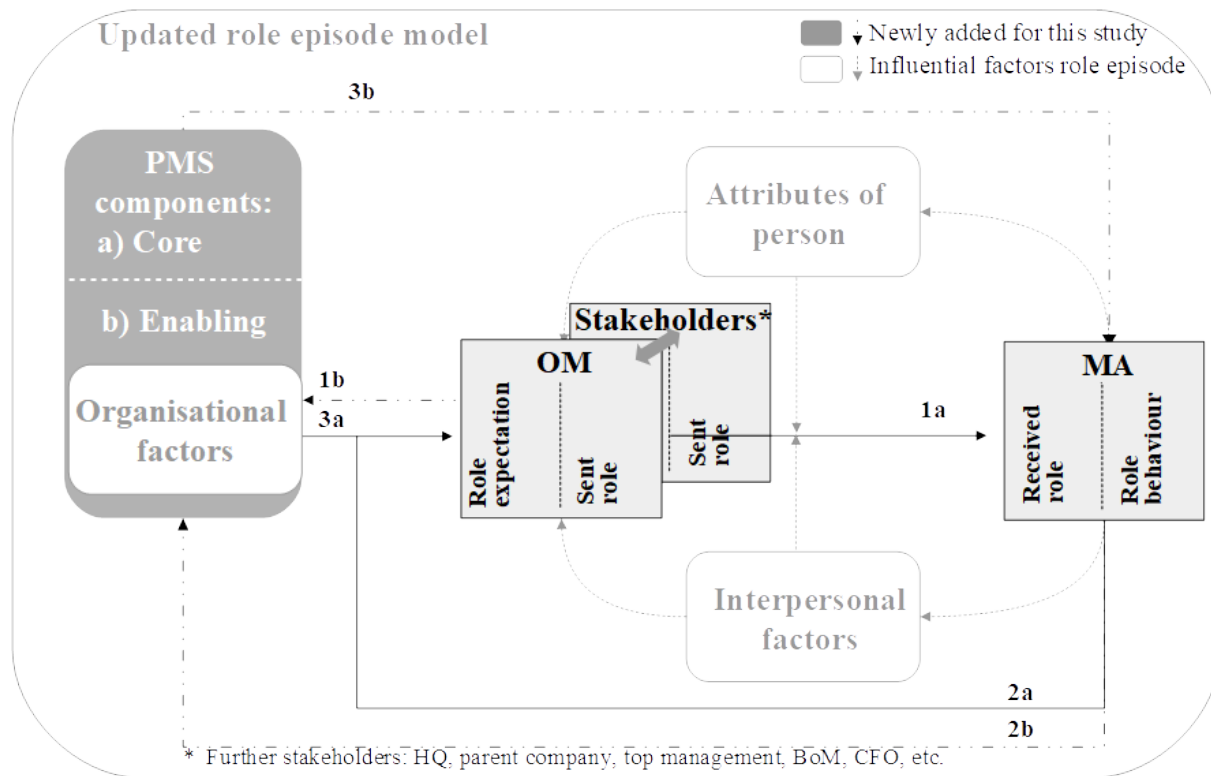 Updated role episode model
Newly added for this study
Influential factors role episode
3b
PMS
components:
a) Core
b) Enabling
Organisational
factors
1b
3a
Attributes of
person
Stakeholders*
OM
Role
expectation
Sent
role
Sent
role
1a
MA
Received
role
Role
behaviour
Interpersonal
factors
2a
2b
* Further stakeholders: HQ, parent company, top management, BoM, CFO, etc.